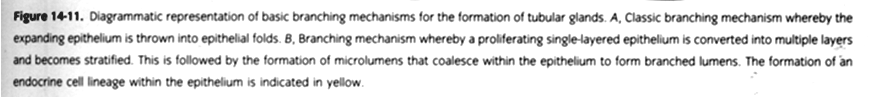 Figure 14-11. Diagrammatic representation of basic branching mechanisms for the formation of tubular glands. A, Classic branching mechanism whereby the
expanding epithelium is thrown into epithelial folds. B, Branching mechanism whereby a proliferating single-layered epithelium is converted into multiple layers
and becomes stratified. This is followed by the formation of microlumens that coalesce within the epithelium to form branched lumens. The formation of an
endocrine cell lineage within the epithelium is indicated in yellow.